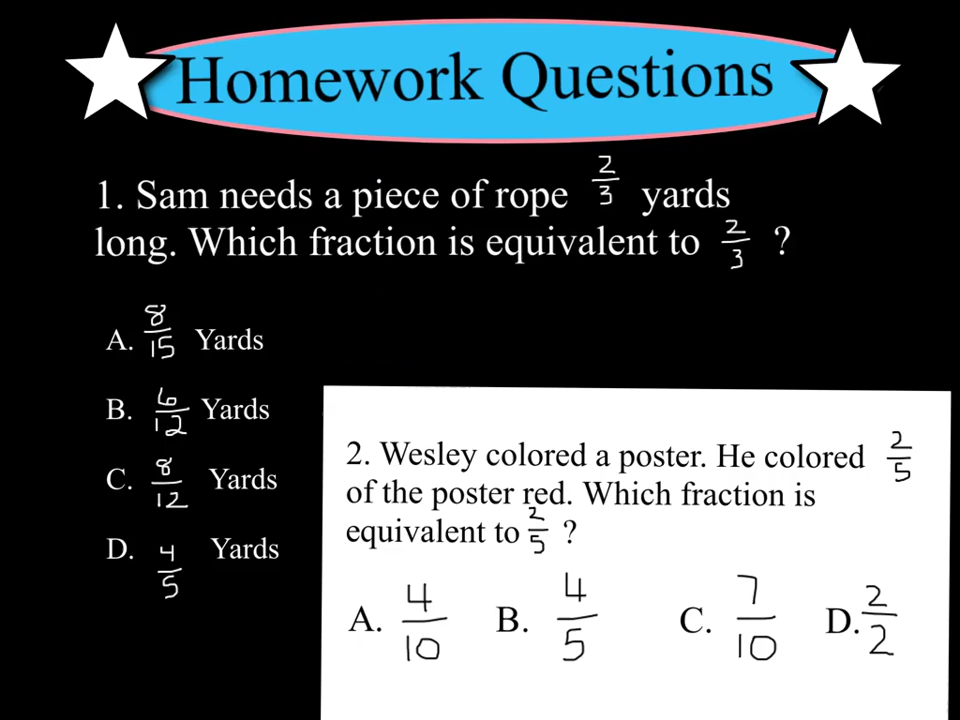 Homework Questions
1. Sam needs a piece of rope 2/3 yards
long. Which fraction is equivalent to 2/3 ?
A. 8/15 Yards
B. 6/12 Yards
C. 8/12 Yards
D. 4/5 Yards
2. Wesley colored a poster. He colored 2/5
of the poster red. Which fraction is
equivalent to 2/5 ?
A. 4/10 B. 4/5 C. 7/10 D. 2/2